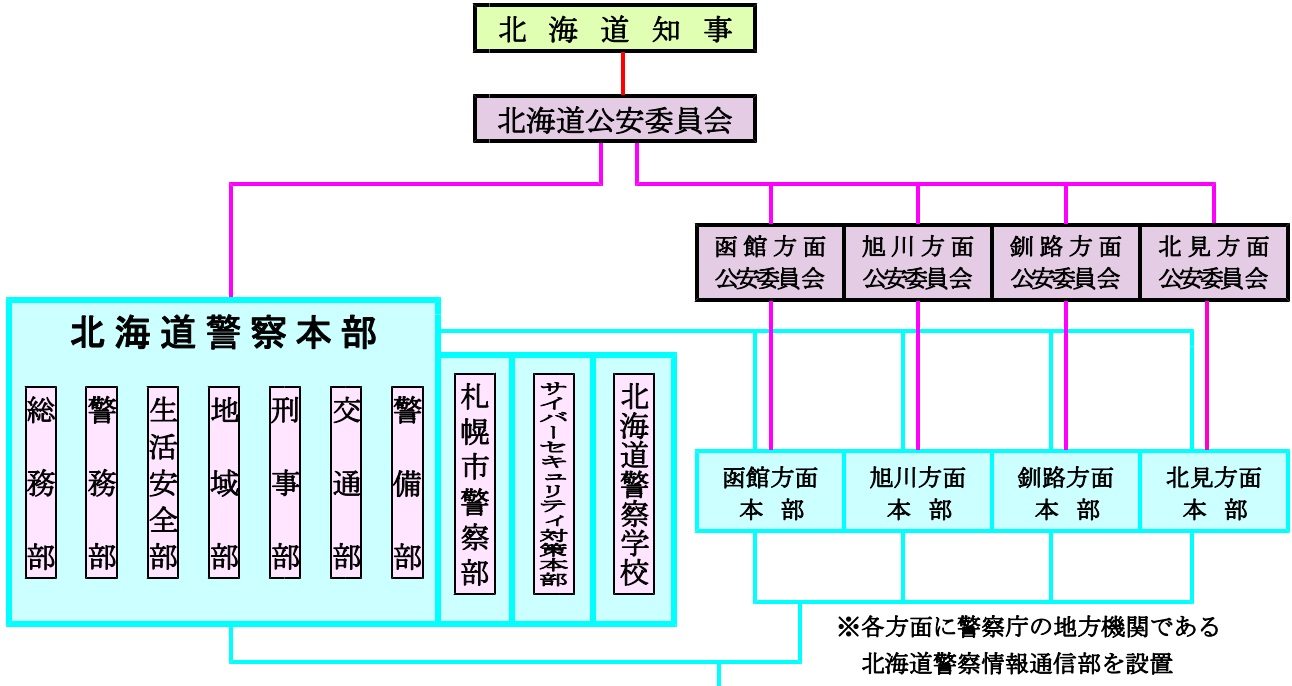 北海道知事
北海道公安委員会
函館方面
公安委員会
旭川方面
公安委員会
釧路方面
公安委員会
北見方面
公安委員会
北海道警察本部
総務部
警務部
生活安全部
地域部
刑事部
交通部
警備部
札幌市警察部
サイバーセキュリティ対策本部
北海道警察学校
函館方面
本部
旭川方面
本部
釧路方面
本部
北見方面
本部
※各方面に警察庁の地方機関である
北海道警察情報通信部を設置